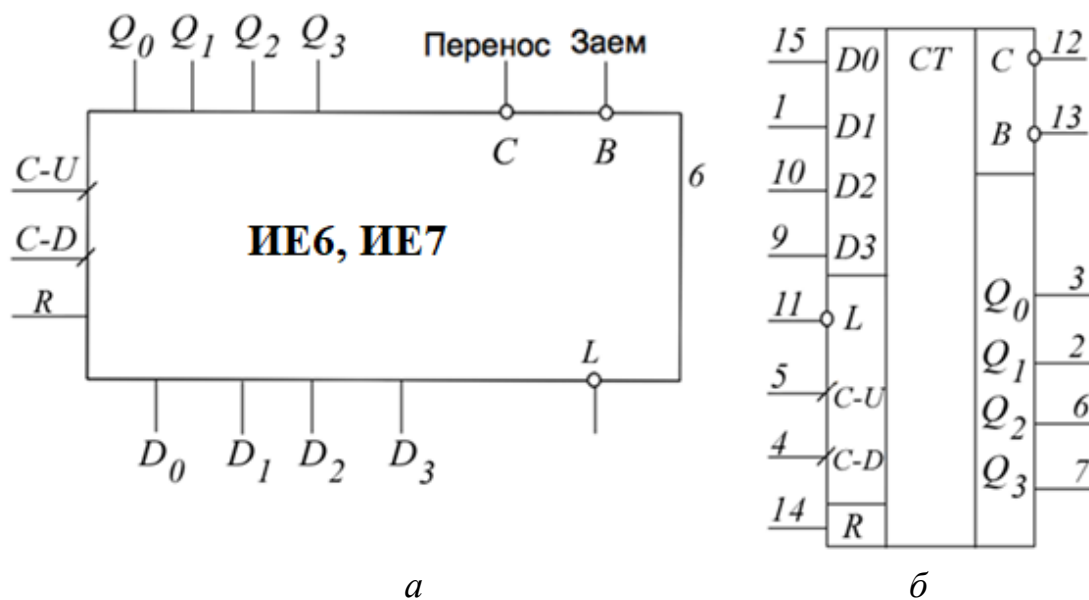 Q0 Q1 Q2 Q3 Перенос Заем
C B
6
C-U
C-D
R
ИЕ6, ИЕ7
L
D0 D1 D2 D3
а
15 D0 CT C 12
1 D1 B 13
10 D2
9 D3
Q0 3
11 L
Q1 2
5 C-U
Q2 6
4 C-D
Q3 7
14 R
б